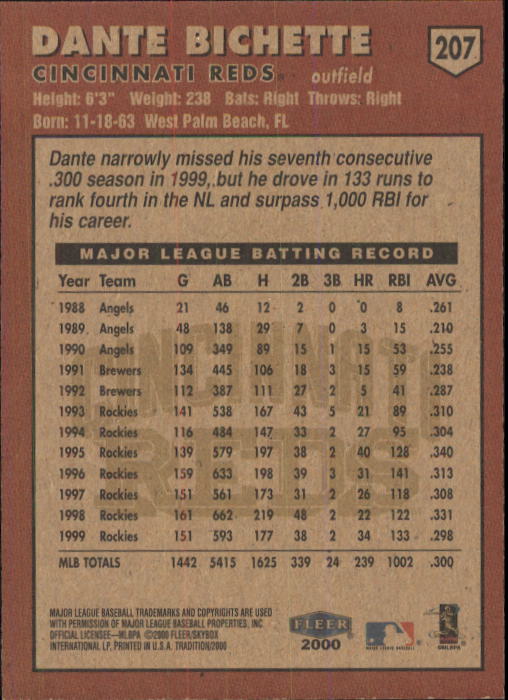 DANTE BICHETTE
207
CINCINNATI REDS outfield
Height: 6'3" Weight: 238 Bats: Right Throws: Right
Born: 11-18-63 West Palm Beach, FL
Dante narrowly missed his seventh consecutive
.300 season in 1999, but he drove in 133 runs to
rank fourth in the NL and surpass 1,000 RBI for
his career.
MAJOR LEAGUE BATTING RECORD
Year Team G AB H 2B 3B HR RBI AVG
1988 Angels 21 46 12 2 0 0 8 .261
1989 Angels 48 138 29 7 0 3 15 .210
1990 Angels 109 349 89 15 1 15 53 .255
1991 Brewers 134 445 106 18 3 15 59 .238
1992 Brewers 112 387 111 27 2 5 41 .287
1993 Rockies 141 538 167 43 5 21 89 .310
1994 Rockies 116 484 147 33 2 27 95 .304
1995 Rockies 139 579 197 38 2 40 128 .340
1996 Rockies 159 633 198 39 3 31 141 .313
1997 Rockies 151 561 173 31 2 26 118 .308
1998 Rockies 161 662 219 48 2 22 122 .331
1999 Rockies 151 593 177 38 2 34 133 .298
MLB TOTALS 1442 5415 1625 339 24 239 1002 .300
CINCINNATI
REDS
MAJOR LEAGUE BASEBALL TRADEMARKS AND COPYRIGHTS ARE USED
WITH PERMISSION OF MAJOR LEAGUE BASEBALL PROPERTIES, INC
OFFICIAL LICENSEE—MLBPA ©2000 FLEER/SKYBOX
INTERNATIONAL LP, PRINTED IN U.S.A. TRADITION/2000
FLEER
2000
MAJOR LEAGUE BASEBALL
©MLBPA